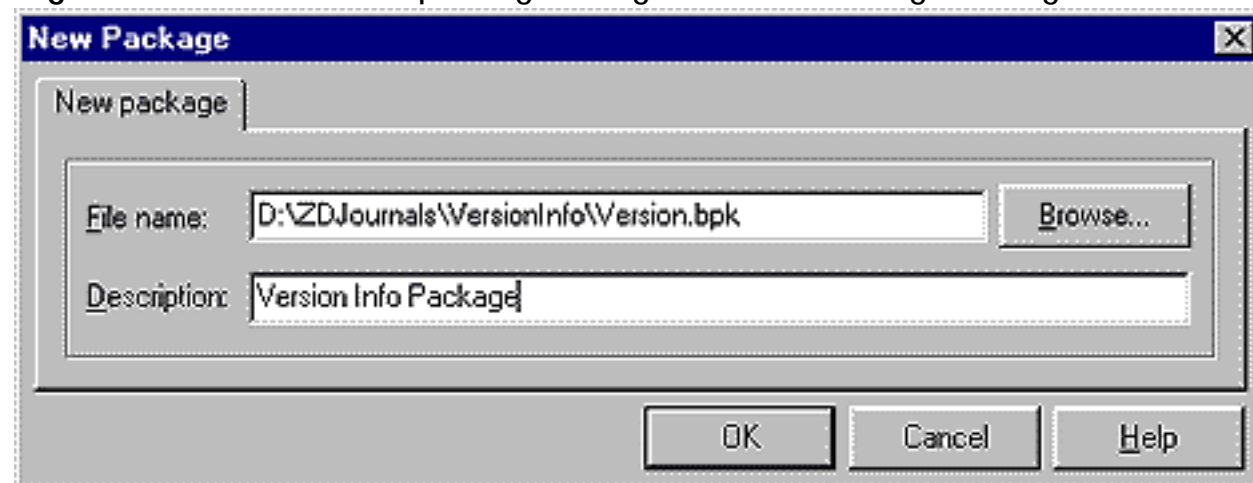 New Package
New package
File name: D:\ZDJournals\VersionInfo\Version.bpk Browse...
Description: Version Info Package
OK Cancel Help